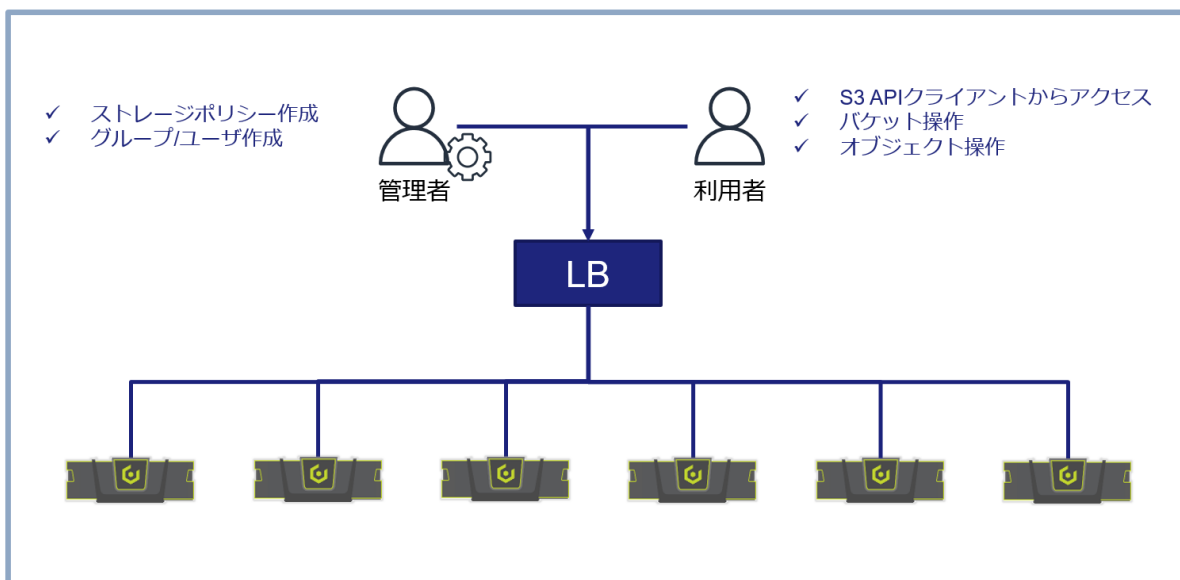 ✓ ストレージポリシー作成
✓ グループ/ユーザ作成
管理者
✓ S3 APIクライアントからアクセス
✓ バケット操作
✓ オブジェクト操作
利用者
LB